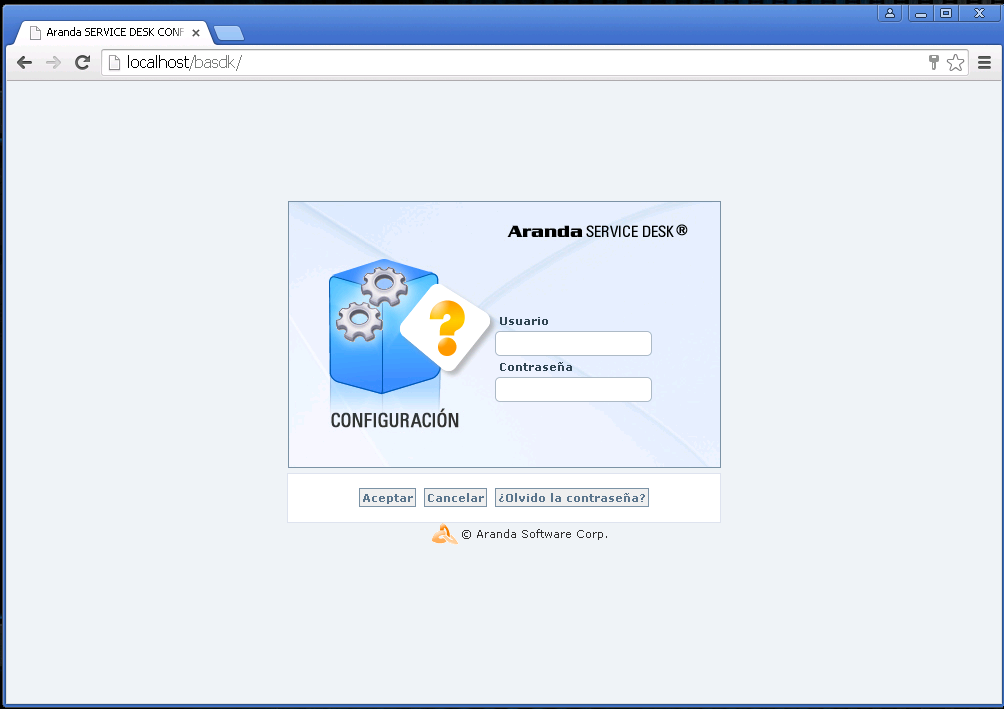 Aranda SERVICE DESK CONF
localhost/basdk/
Aranda SERVICE DESK®
?
Usuario
Contraseña
CONFIGURACIÓN
Aceptar Cancelar ¿Olvido la contraseña?
© Aranda Software Corp.